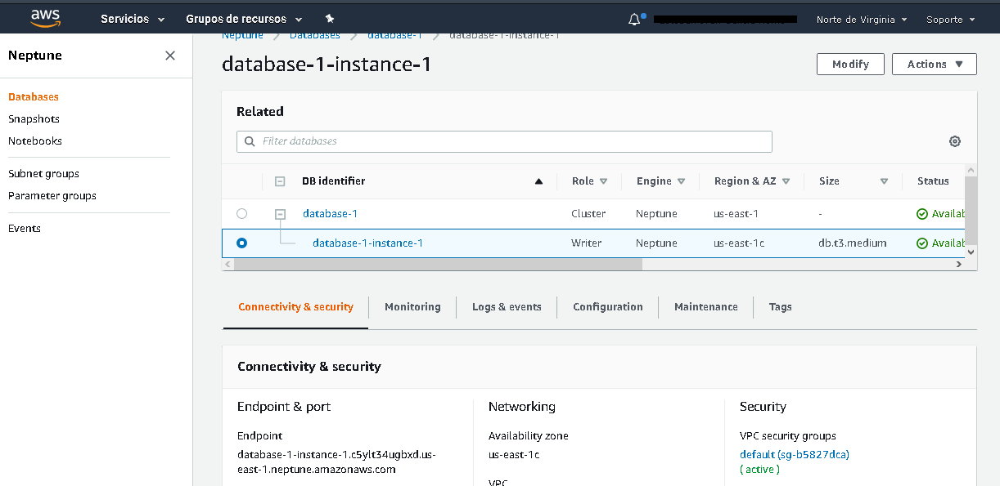 aws Servicios Grupos de recursos Norte de Virginia Soporte
Neptune
Databases
Snapshots
Notebooks
Subnet groups
Parameter groups
Events
Neptune Databases database-1 database-1-instance-1
database-1-instance-1 Modify Actions
Related
Filter databases
DB identifier Role Engine Region & AZ Size Status
database-1 Cluster Neptune us-east-1 - Availab
database-1-instance-1 Writer Neptune us-east-1c db.t3.medium Availab
Connectivity & security Monitoring Logs & events Configuration Maintenance Tags
Connectivity & security
Endpoint & port
Endpoint
database-1-instance-1.c5ylt34ugbxd.us-
east-1.neptune.amazonaws.com
Networking
Availability zone
us-east-1c
VPC
Security
VPC security groups
default (sg-b5827dca)
( active )